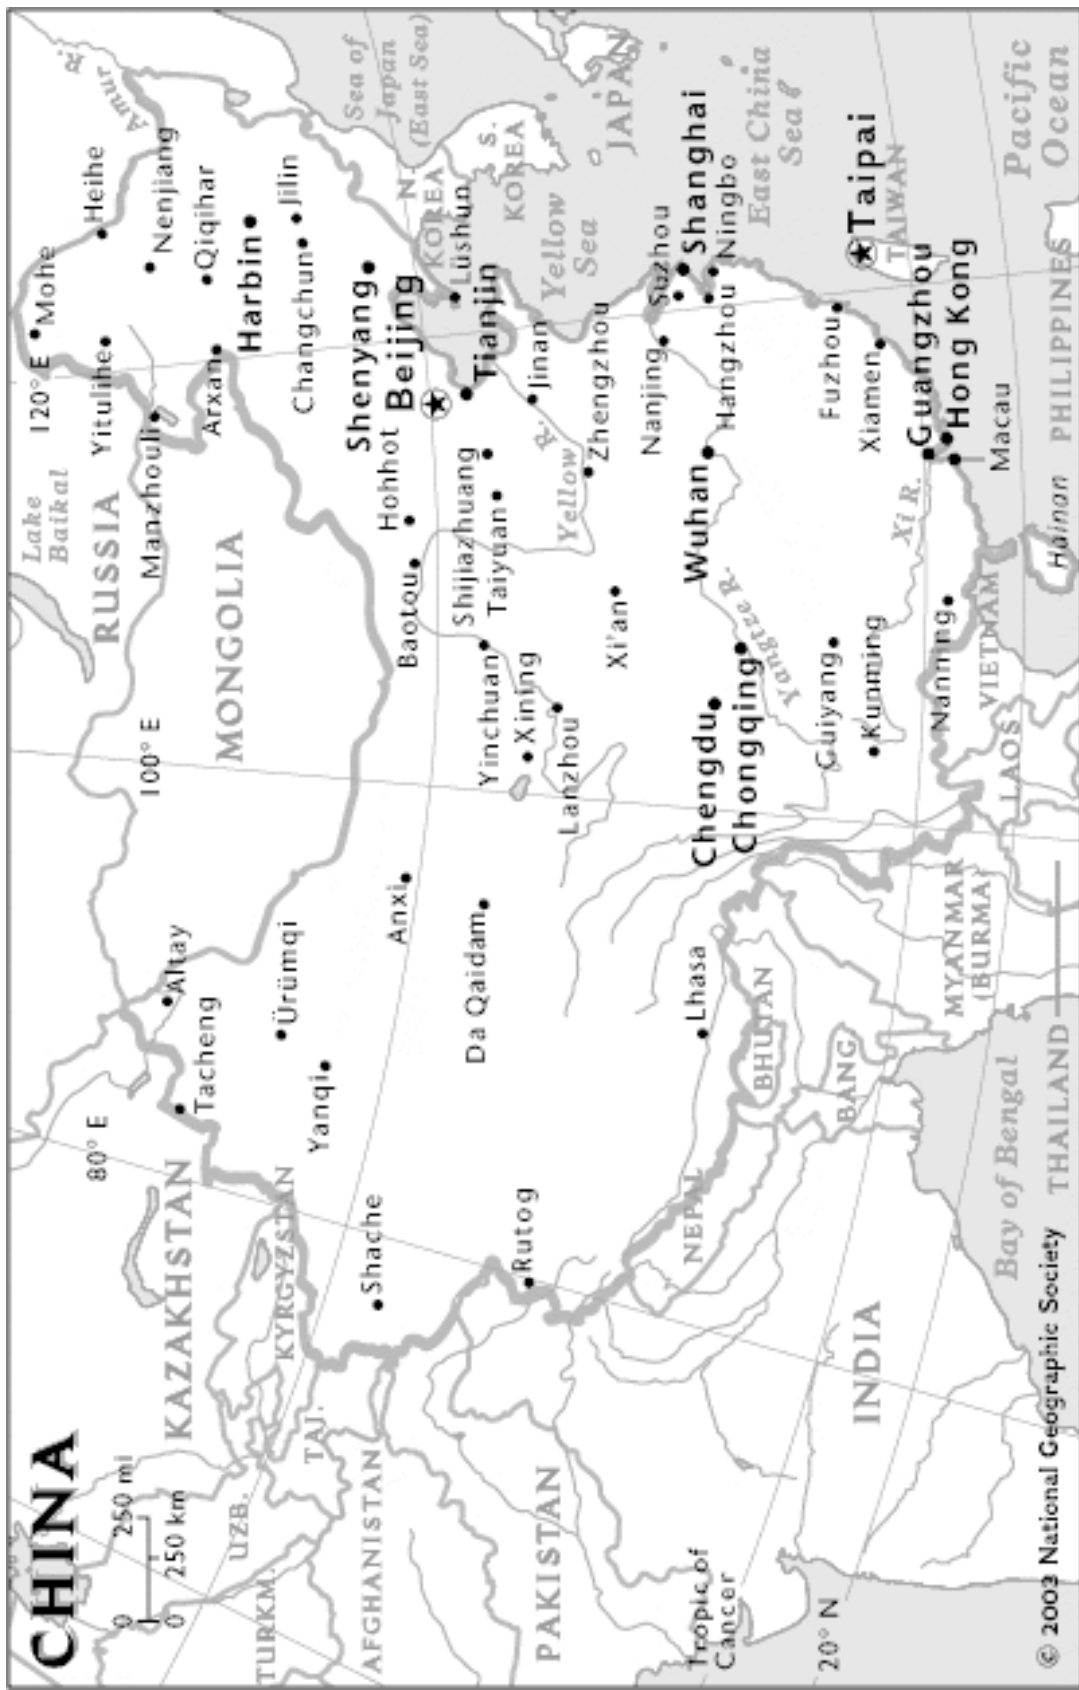 CHINA
0 250 mi
0 250 km
80° E
100° E
120° E
Lake
Baikal
RUSSIA
Amur R.
Mohe
Heihe
Yitulihe
Nenjiang
Manzhouli
Qiqihar
Arxan
Harbin
Jilin
Changchun
Sea of
Japan
(East Sea)
KAZAKHSTAN
Altay
Tacheng
MONGOLIA
Ürümqi
Yanqi
UZB.
TURKM.
KYRGYZSTAN
TAJ.
AFGHANISTAN
Shache
Anxi
Baotou
Hohhot
Shenyang
Beijing
N.
KOREA
Lüshun
Tianjin
S.
KOREA
JAPAN
Da Qaidam
Yinchuan
Shijiazhuang
Taiyuan
Xining
Rutog
Lanzhou
Yellow R.
Jinan
Yellow
Sea
PAKISTAN
Xi'an
Zhengzhou
Nanjing
Suzhou
Shanghai
Ningbo
Hangzhou
East China
Sea
NEPAL
Lhasa
Chengdu
Chongqing
Wuhan
Yangtze R.
Tropic of
Cancer
BHUTAN
BANG.
INDIA
Guiyang
Kunming
Fuzhou
Xiamen
Taipai
TAIWAN
20° N
Xi R.
Guangzhou
Hong Kong
Macau
Nanning
MYANMAR
(BURMA)
VIETNAM
LAOS
Hainan
PHILIPPINES
Pacific
Ocean
Bay of Bengal
THAILAND
© 2003 National Geographic Society